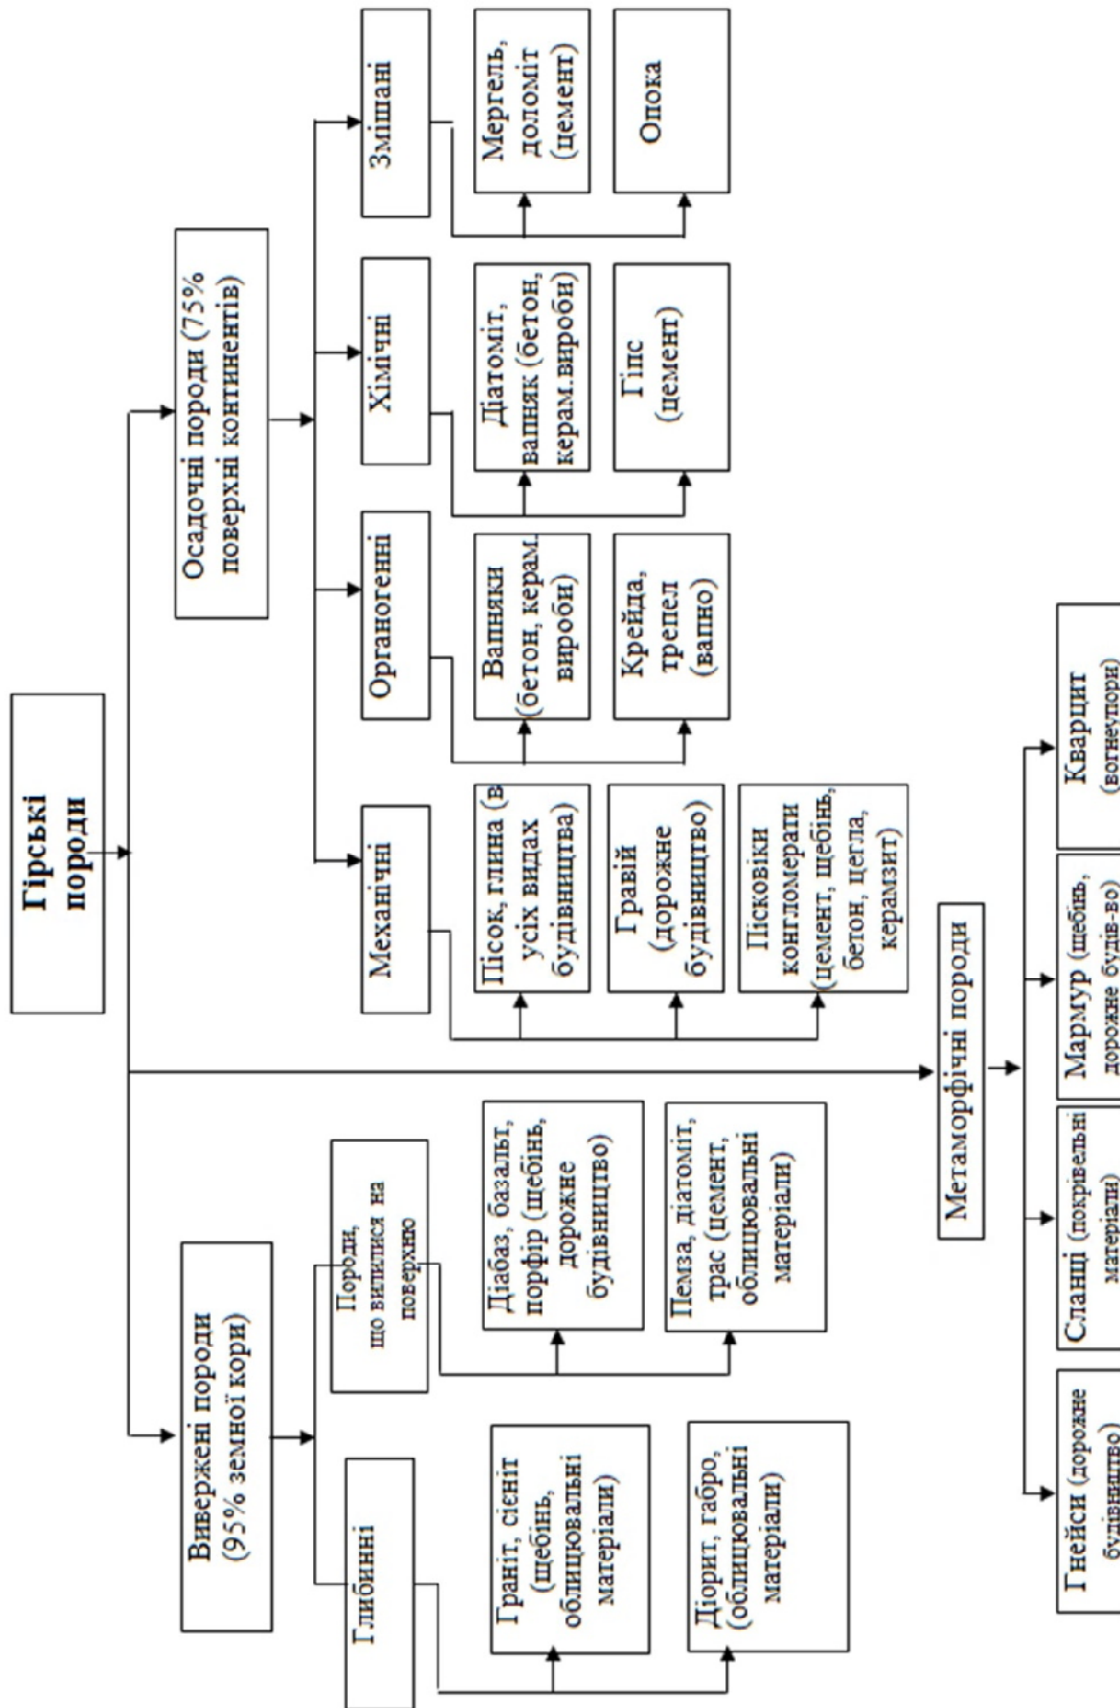 Гірські
породи
Вивержені породи
(95% земної кори)
Осадочні породи (75%
поверхні континентів)
Глибинні
Породи,
що вилилися на
поверхню
Механічні
Органогенні
Хімічні
Змішані
Граніт, сієніт
(щебінь,
облицювальні
матеріали)
Діорит, габро,
(облицювальні
матеріали)
Діабаз, базальт,
порфір (щебінь,
дорожне
будівництво)
Пемза, діатоміт,
трас (цемент,
облицювальні
матеріали)
Пісок, глина (в
усіх видах
будівництва)
Гравій
(дорожне
будівництво)
Пісковіки
конгломерати
(цемент, щебінь,
бетон, цегла,
керамзит)
Вапняки
(бетон, керам.
вироби)
Крейда,
трепел
(вапно)
Діатоміт,
вапняк (бетон,
керам.вироби)
Гіпс
(цемент)
Мергель,
доломіт
(цемент)
Опока
Метаморфічні породи
Гнейси (дорожне
будівництво)
Сланці (покрівельні
матеріали)
Мармур (щебінь,
дорожне будів-во)
Кварцит
(вогнеупори)